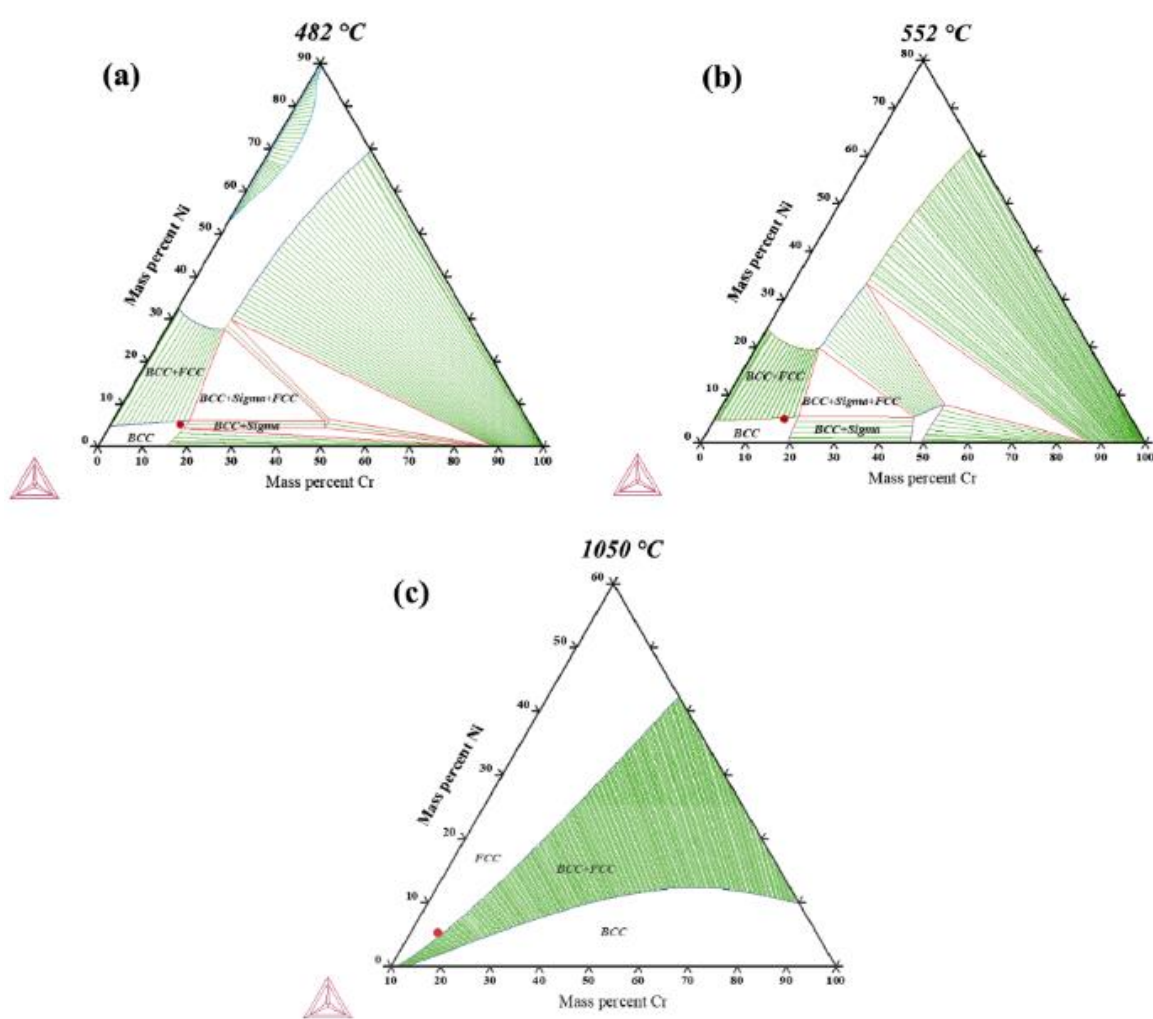 482 °C
(a)
90
80
70
60
50
40
30
20
10
0
Mass percent Ni
BCC+FCC
BCC+Sigma+FCC
BCC+Sigma
BCC
0 10 20 30 40 50 60 70 80 90 100
Mass percent Cr
552 °C
(b)
80
70
60
50
40
30
20
10
0
Mass percent Ni
BCC+FCC
BCC+Sigma+FCC
BCC+Sigma
BCC
0 10 20 30 40 50 60 70 80 90 100
Mass percent Cr
1050 °C
(c)
60
50
40
30
20
10
0
Mass percent Ni
FCC
BCC+FCC
BCC
10 20 30 40 50 60 70 80 90 100
Mass percent Cr